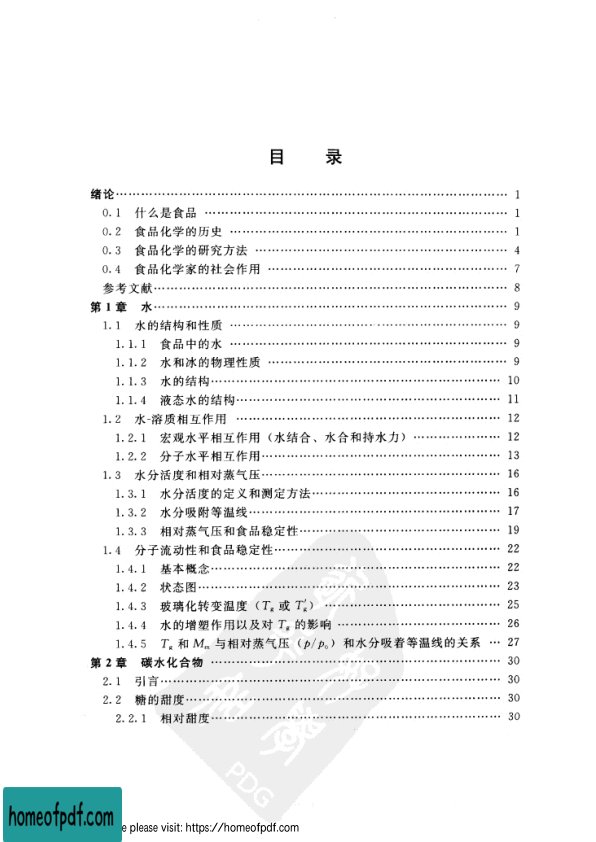 目 录
绪论…………………………………………………………………… 1
0.1 什么是食品 …………………………………………………… 1
0.2 食品化学的历史 ……………………………………………… 1
0.3 食品化学的研究方法 ………………………………………… 4
0.4 食品化学家的社会作用 ……………………………………… 7
参考文献…………………………………………………………… 8
第1章 水……………………………………………………………… 9
1.1 水的结构和性质 ……………………………………………… 9
1.1.1 食品中的水 ……………………………………………… 9
1.1.2 水和冰的物理性质 ……………………………………… 9
1.1.3 水的结构………………………………………………… 10
1.1.4 液态水的结构…………………………………………… 11
1.2 水-溶质相互作用 …………………………………………… 12
1.2.1 宏观水平相互作用（水结合、水合和持水力）………… 12
1.2.2 分子水平相互作用……………………………………… 13
1.3 水分活度和相对蒸气压……………………………………… 16
1.3.1 水分活度的定义和测定方法…………………………… 16
1.3.2 水分吸附等温线………………………………………… 17
1.3.3 相对蒸气压和食品稳定性……………………………… 19
1.4 分子流动性和食品稳定性…………………………………… 22
1.4.1 基本概念………………………………………………… 22
1.4.2 状态图…………………………………………………… 23
1.4.3 玻璃化转变温度（Tg 或 T′g） ………………………… 25
1.4.4 水的增塑作用以及对 Tg 的影响 ……………………… 26
1.4.5 Tg 和 Mm 与相对蒸气压（p/p₀）和水分吸着等温线的关系 … 27
第2章 碳水化合物 …………………………………………………… 30
2.1 引言…………………………………………………………… 30
2.2 糖的甜度……………………………………………………… 30
2.2.1 相对甜度………………………………………………… 30
PDG
homeofpdf.com
e please visit: https://homeofpdf.com